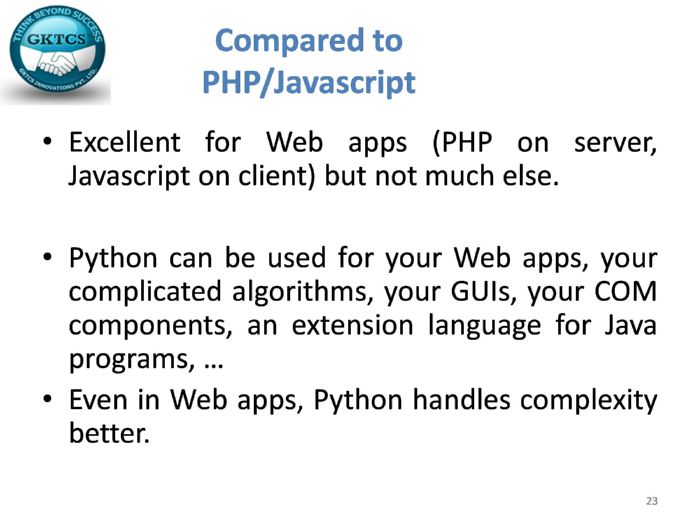 THINK BEYOND SUCCESS
GKTCS
GKTCS INNOVATIONS PVT. LTD.
Compared to
PHP/Javascript
• Excellent for Web apps (PHP on server,
Javascript on client) but not much else.
• Python can be used for your Web apps, your
complicated algorithms, your GUIs, your COM
components, an extension language for Java
programs, …
• Even in Web apps, Python handles complexity
better.
23